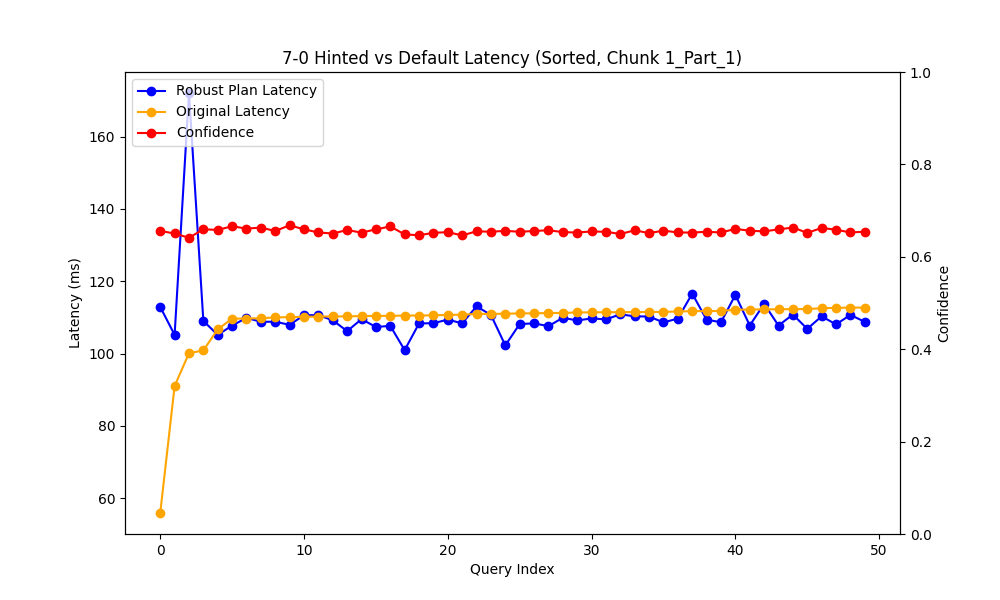 7-0 Hinted vs Default Latency (Sorted, Chunk 1_Part_1)
Robust Plan Latency
Original Latency
Confidence
160
140
120
100
80
60
Latency (ms)
1.0
0.8
0.6
0.4
0.2
0.0
Confidence
0 10 20 30 40 50
Query Index